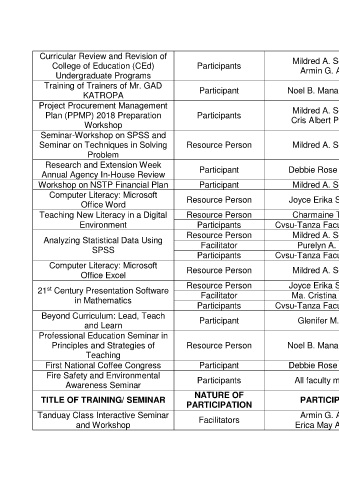 Curricular Review and Revision of
College of Education (CEd)
Undergraduate Programs
Participants
Mildred A. S
Armin G. A
Training of Trainers of Mr. GAD
KATROPA
Participant
Noel B. Mana
Project Procurement Management
Plan (PPMP) 2018 Preparation
Workshop
Participants
Mildred A. S
Cris Albert P
Seminar-Workshop on SPSS and
Seminar on Techniques in Solving
Problem
Resource Person
Mildred A. S
Research and Extension Week
Annual Agency In-House Review
Participant
Debbie Rose
Workshop on NSTP Financial Plan
Participant
Mildred A. S
Computer Literacy: Microsoft
Office Word
Resource Person
Joyce Erika S
Teaching New Literacy in a Digital
Environment
Resource Person
Charmaine T
Participants
Cvsu-Tanza Facu
Analyzing Statistical Data Using
SPSS
Resource Person
Mildred A. S
Facilitator
Purelyn A.
Participants
Cvsu-Tanza Facu
Computer Literacy: Microsoft
Office Excel
Resource Person
Mildred A. S
21st Century Presentation Software
in Mathematics
Resource Person
Joyce Erika S
Facilitator
Ma. Cristina
Participants
Cvsu-Tanza Facu
Beyond Curriculum: Lead, Teach
and Learn
Participant
Glenifer M.
Professional Education Seminar in
Principles and Strategies of
Teaching
Resource Person
Noel B. Mana
First National Coffee Congress
Participant
Debbie Rose
Fire Safety and Environmental
Awareness Seminar
Participants
All faculty m
TITLE OF TRAINING/ SEMINAR
NATURE OF
PARTICIPATION
PARTICIP
Tanduay Class Interactive Seminar
and Workshop
Facilitators
Armin G. A
Erica May A